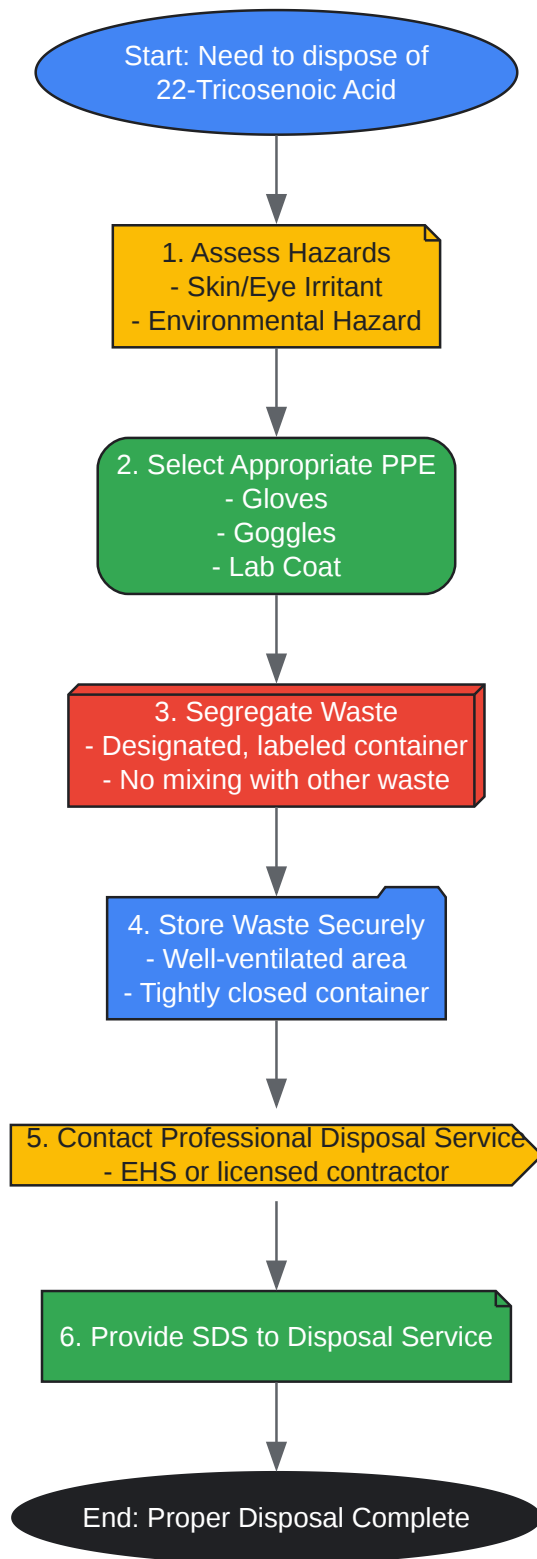 Start: Need to dispose of
22-Tricosenoic Acid
1. Assess Hazards
- Skin/Eye Irritant
- Environmental Hazard
2. Select Appropriate PPE
- Gloves
- Goggles
- Lab Coat
3. Segregate Waste
- Designated, labeled container
- No mixing with other waste
4. Store Waste Securely
- Well-ventilated area
- Tightly closed container
5. Contact Professional Disposal Service
- EHS or licensed contractor
6. Provide SDS to Disposal Service
End: Proper Disposal Complete